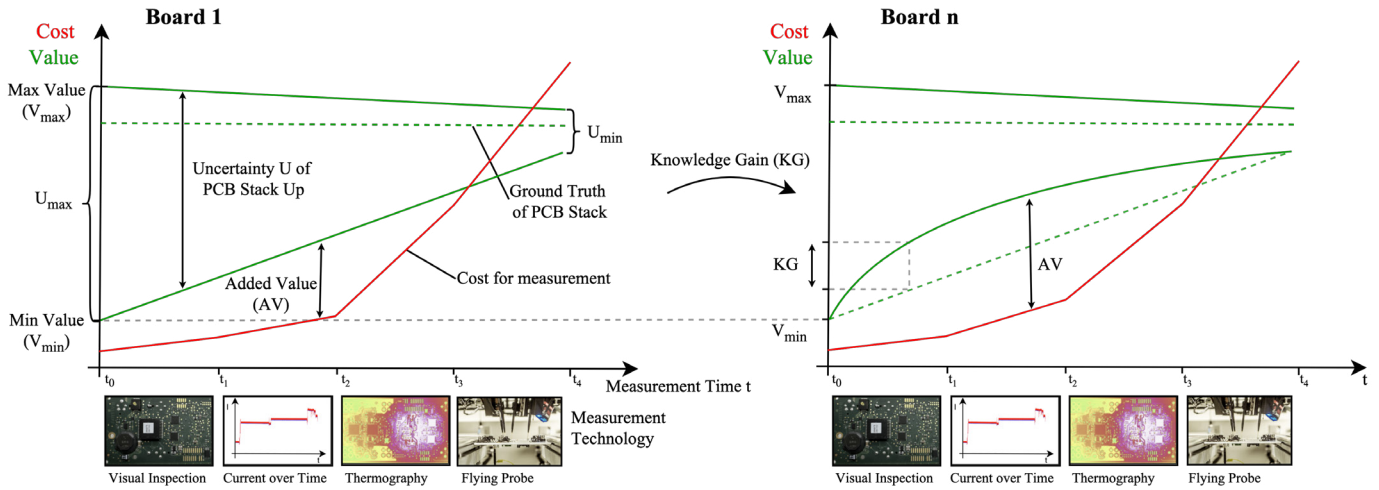 Board 1
Cost
Value
Max Value
(Vmax)
Umax
Uncertainty U of
PCB Stack Up
Umin
Ground Truth
of PCB Stack
Added Value
(AV)
Cost for measurement
Min Value
(Vmin)
t0
t1
t2
t3
t4
Measurement Time t
I
t
Measurement
Technology
Visual Inspection
Current over Time
Thermography
Flying Probe
Knowledge Gain (KG)
Board n
Cost
Value
Vmax
KG
AV
Vmin
t0
t1
t2
t3
t4
t
I
t
Visual Inspection
Current over Time
Thermography
Flying Probe